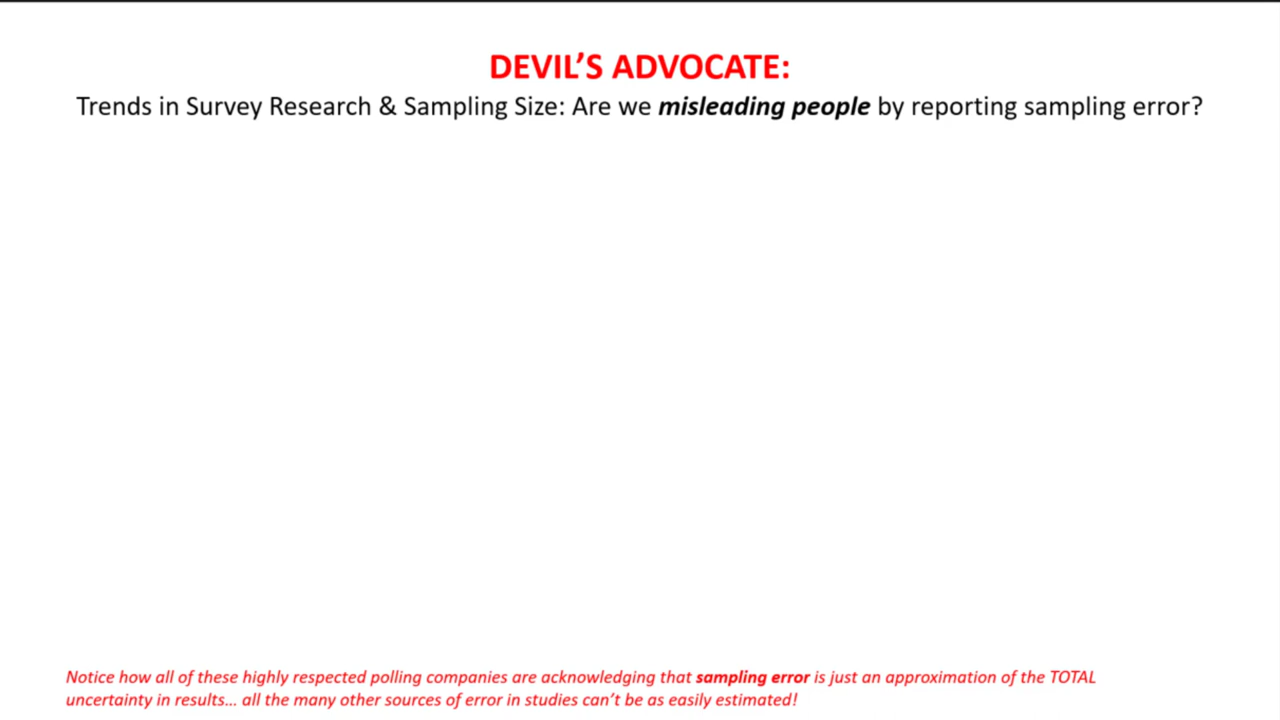 DEVIL’S ADVOCATE:
Trends in Survey Research & Sampling Size: Are we misleading people by reporting sampling error?
Notice how all of these highly respected polling companies are acknowledging that sampling error is just an approximation of the TOTAL
uncertainty in results... all the many other sources of error in studies can’t be as easily estimated!